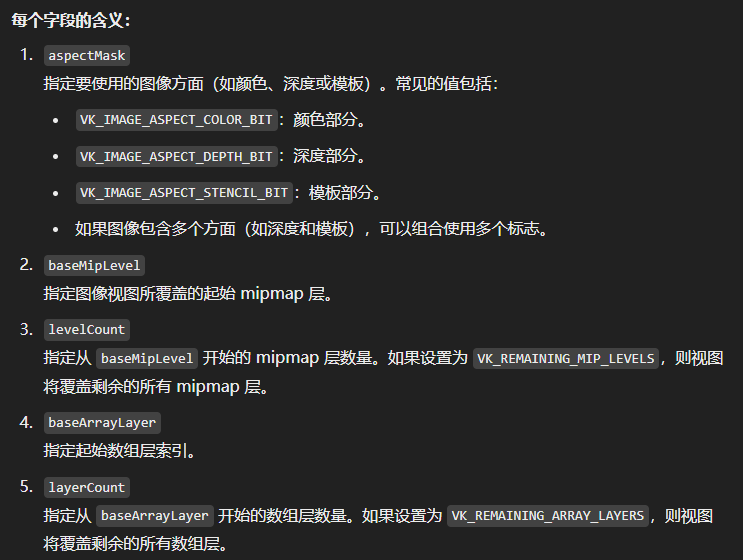 每个字段的含义：
1. aspectMask
指定要使用的图像方面（如颜色、深度或模板）。常见的值包括：
• VK_IMAGE_ASPECT_COLOR_BIT：颜色部分。
• VK_IMAGE_ASPECT_DEPTH_BIT：深度部分。
• VK_IMAGE_ASPECT_STENCIL_BIT：模板部分。
• 如果图像包含多个方面（如深度和模板），可以组合使用多个标志。
2. baseMipLevel
指定图像视图所覆盖的起始 mipmap 层。
3. levelCount
指定从 baseMipLevel 开始的 mipmap 层数量。如果设置为 VK_REMAINING_MIP_LEVELS，则视图
将覆盖剩余的所有 mipmap 层。
4. baseArrayLayer
指定起始数组层索引。
5. layerCount
指定从 baseArrayLayer 开始的数组层数量。如果设置为 VK_REMAINING_ARRAY_LAYERS，则视图
将覆盖剩余的所有数组层。